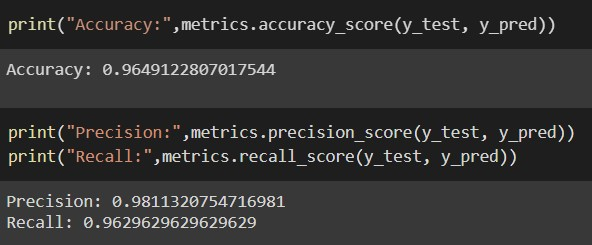 print("Accuracy:",metrics.accuracy_score(y_test, y_pred))
Accuracy: 0.9649122807017544
print("Precision:",metrics.precision_score(y_test, y_pred))
print("Recall:",metrics.recall_score(y_test, y_pred))
Precision: 0.9811320754716981
Recall: 0.9629629629629629